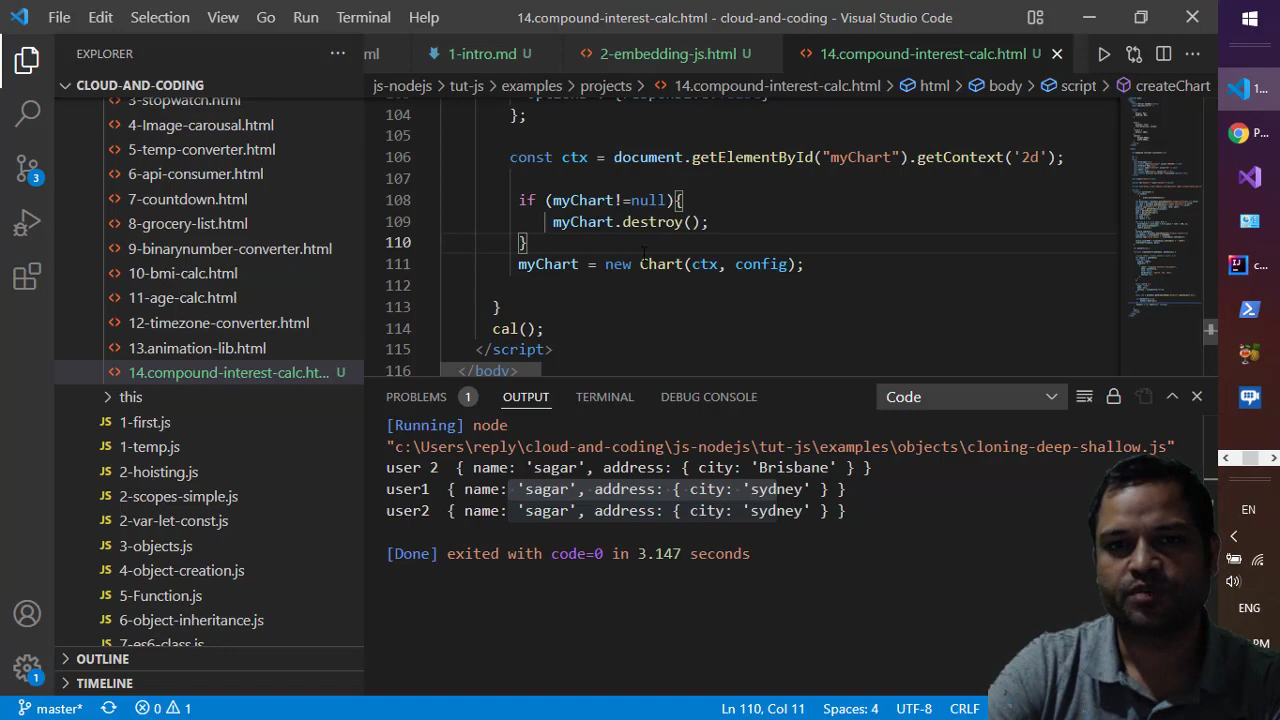 File Edit Selection View Go Run Terminal Help 14.compound-interest-calc.html - cloud-and-coding - Visual Studio Code
EXPLORER
ml 1-intro.md U 2-embedding-js.html U 14.compound-interest-calc.html U
CLOUD-AND-CODING
js-nodejs > tut-js > examples > projects > 14.compound-interest-calc.html > html > body > script > createChart
3-stopwatch.html
4-Image-carousal.html
5-temp-converter.html
6-api-consumer.html
7-countdown.html
8-grocery-list.html
9-binarynumber-converter.html
10-bmi-calc.html
11-age-calc.html
12-timezone-converter.html
13.animation-lib.html
14.compound-interest-calc.ht... U
this
1-first.js
1-temp.js
2-hoisting.js
2-scopes-simple.js
2-var-let-const.js
3-objects.js
4-object-creation.js
5-Function.js
6-object-inheritance.js
7-es6-class.js
OUTLINE
TIMELINE
3
1
104 };
105
106 const ctx = document.getElementById("myChart").getContext('2d');
107
108 if (myChart!=null){
109 myChart.destroy();
110 }
111 myChart = new Chart(ctx, config);
112
113 }
114 cal();
115 </script>
116 </body>
PROBLEMS 1 OUTPUT TERMINAL DEBUG CONSOLE Code
[Running] node
"c:\Users\reply\cloud-and-coding\js-nodejs\tut-js\examples\objects\cloning-deep-shallow.js"
user 2 { name: 'sagar', address: { city: 'Brisbane' } }
user1 { name: 'sagar', address: { city: 'sydney' } }
user2 { name: 'sagar', address: { city: 'sydney' } }
[Done] exited with code=0 in 3.147 seconds
master* 0 1 Ln 110, Col 11 Spaces: 4 UTF-8 CRLF
1...
P...
c...
EN
ENG
PM